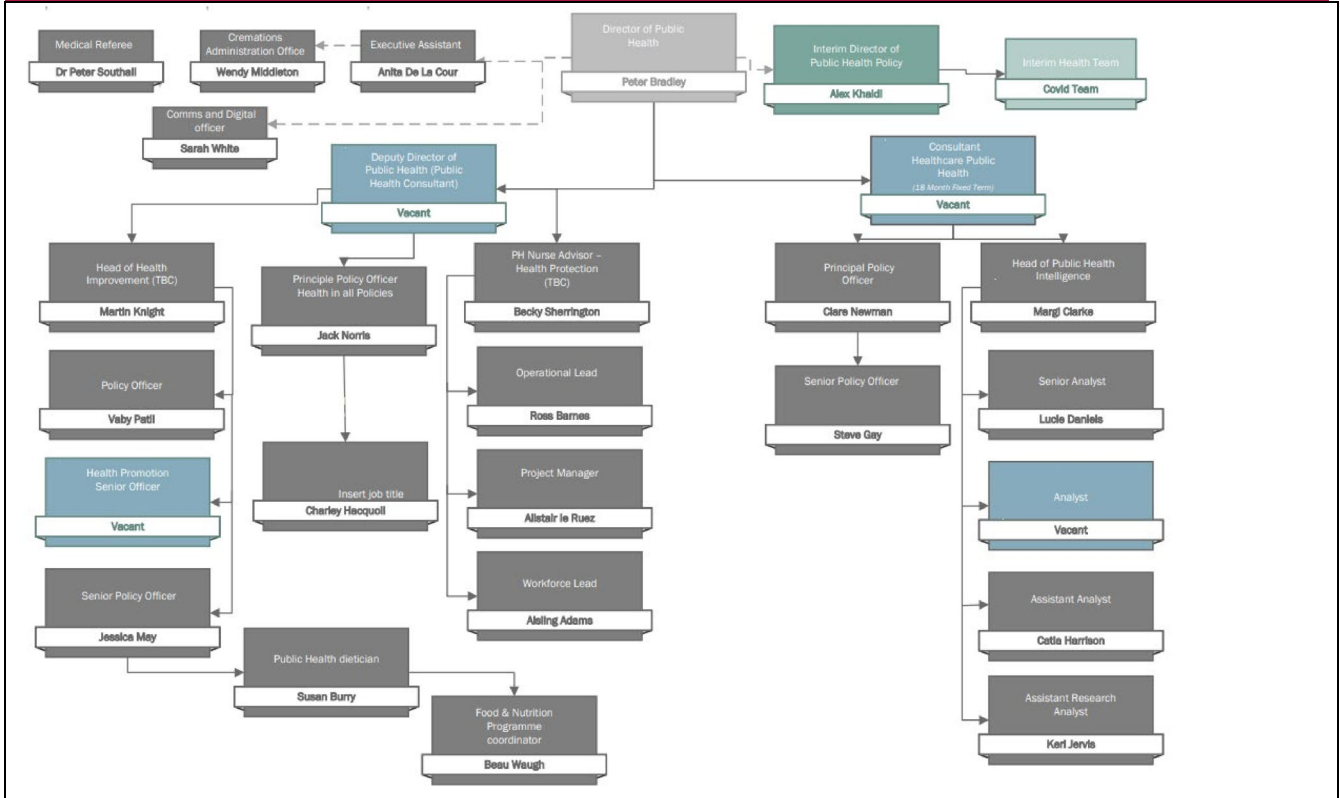 Medical Referee
Dr Peter Southall
Cremations
Administration Office
Wendy Middleton
Executive Assistant
Anita De La Cour
Director of Public
Health
Peter Bradley
Interim Director of
Public Health Policy
Alex Khaldi
Interim Health Team
Covid Team
Comms and Digital
officer
Sarah White
Deputy Director of
Public Health (Public
Health Consultant)
Vacant
Consultant
Healthcare Public
Health
(18 Month Fixed Term)
Vacant
Head of Health
Improvement (TBC)
Martin Knight
Principle Policy Officer
Health in all Policies
Jack Norris
PH Nurse Advisor –
Health Protection
(TBC)
Becky Sherrington
Principal Policy
Officer
Clare Newman
Head of Public Health
Intelligence
Margi Clarke
Policy Officer
Vaby Patil
Operational Lead
Ross Barnes
Senior Policy Officer
Steve Gay
Senior Analyst
Lucie Daniels
Health Promotion
Senior Officer
Vacant
Insert job title
Charley Hacquoil
Project Manager
Alistair le Ruez
Analyst
Vacant
Senior Policy Officer
Jessica May
Workforce Lead
Aisling Adams
Assistant Analyst
Catia Harrison
Public Health dietician
Susan Burry
Food & Nutrition
Programme
coordinator
Beau Waugh
Assistant Research
Analyst
Keri Jervis